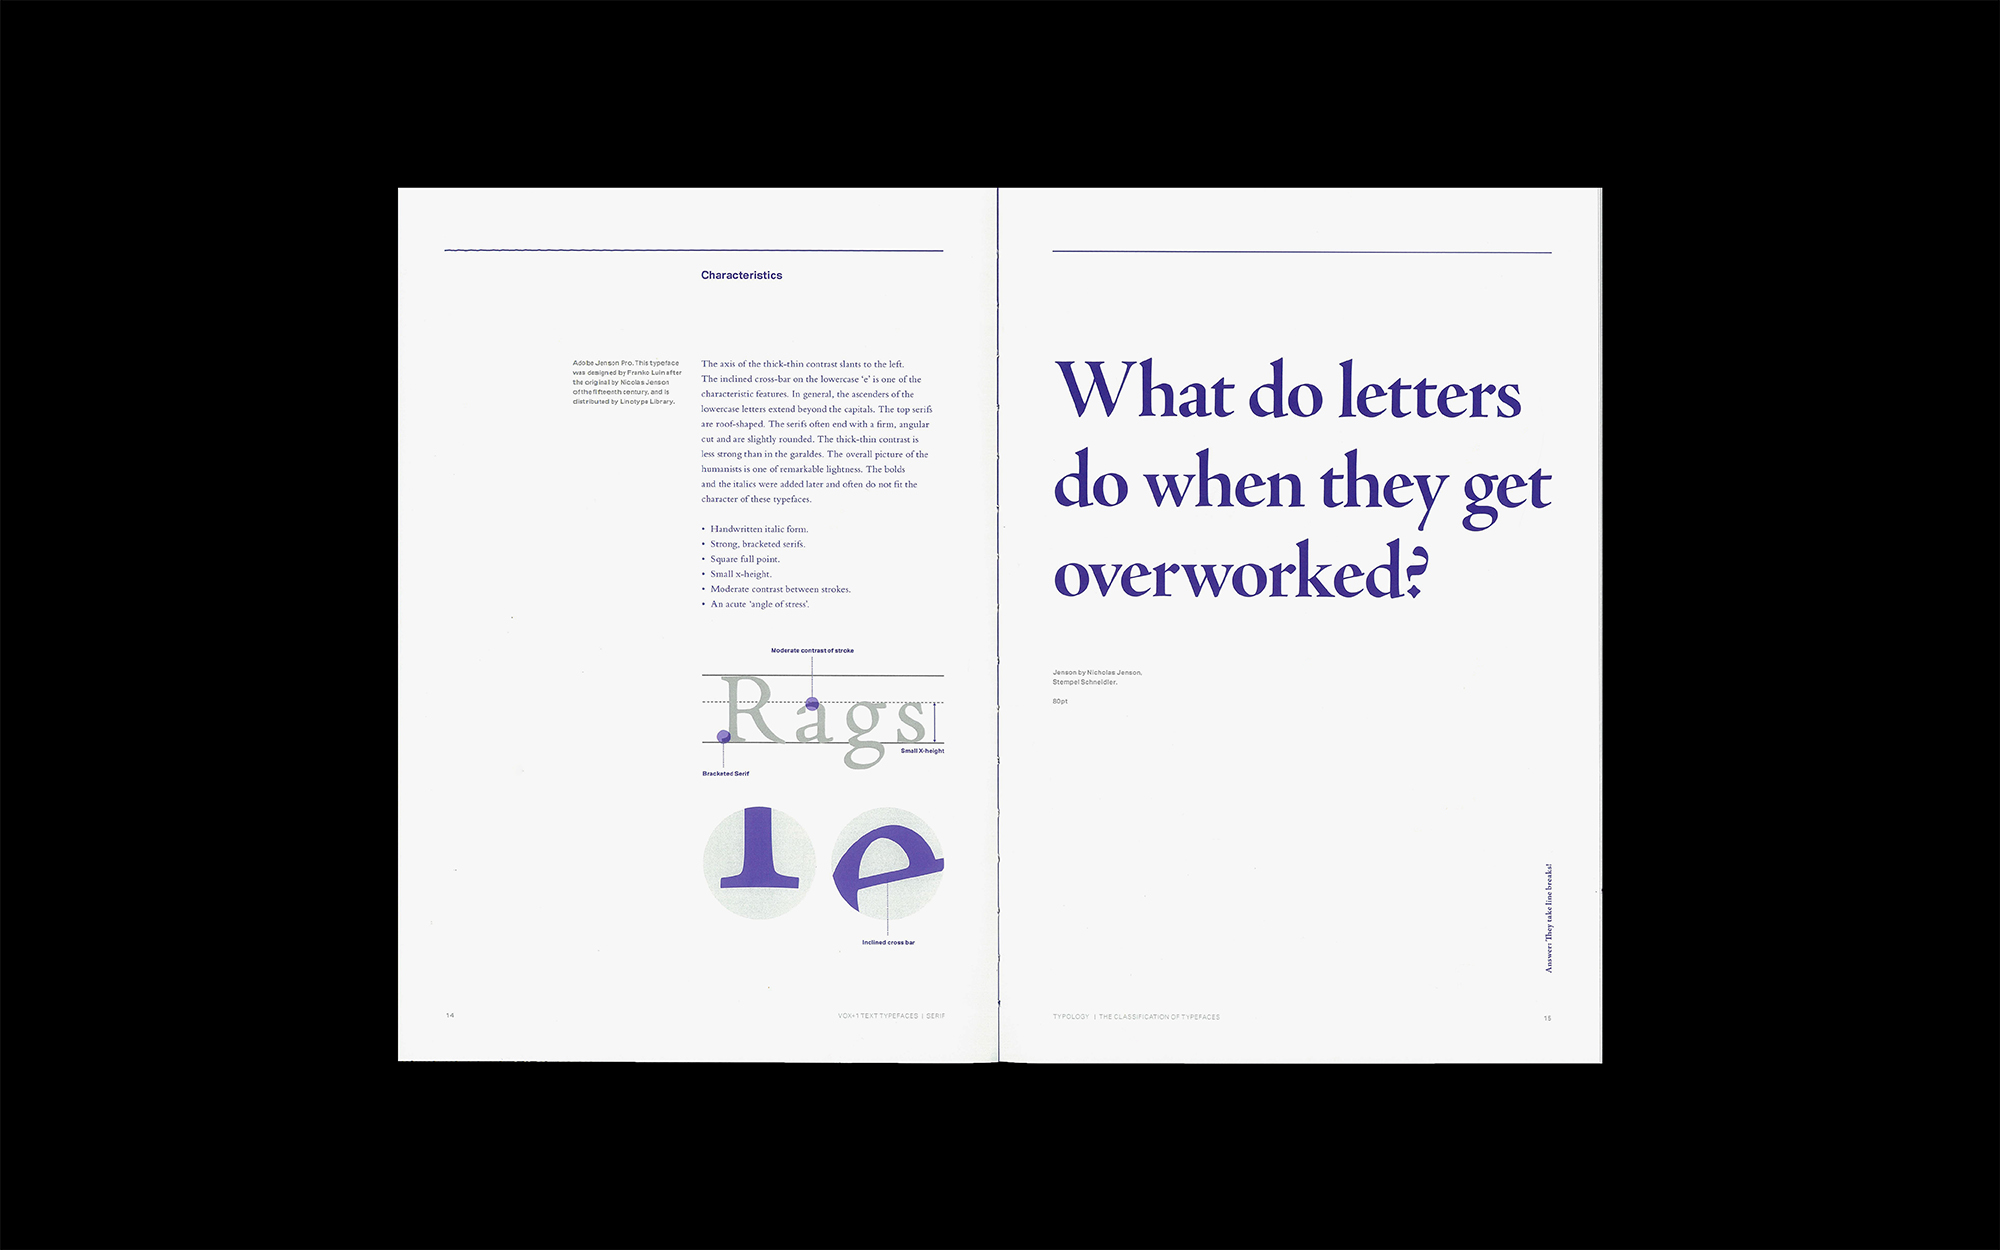 Characteristics
Adobe Jenson Pro. This typeface
was designed by Franko Luin after
the original by Nicolas Jenson
of the fifteenth century, and is
distributed by Linotype Library.
The axis of the thick-thin contrast slants to the left.
The inclined cross-bar on the lowercase ‘e’ is one of the
characteristic features. In general, the ascenders of the
lowercase letters extend beyond the capitals. The top serifs
are roof-shaped. The serifs often end with a firm, angular
cut and are slightly rounded. The thick-thin contrast is
less strong than in the garaldes. The overall picture of the
humanists is one of remarkable lightness. The bolds
and the italics were added later and often do not fit the
character of these typefaces.
• Handwritten italic form.
• Strong, bracketed serifs.
• Square full point.
• Small x-height.
• Moderate contrast between strokes.
• An acute ‘angle of stress’.
Moderate contrast of stroke
Rags
Small X-height
Bracketed Serif
e
Inclined cross bar
14
VOX+1 TEXT TYPEFACES | SERIF
What do letters
do when they get
overworked?
Jenson by Nicholas Jenson,
Stempel Schneidler.
80pt
Answer: They take line breaks!
TYPOLOGY | THE CLASSIFICATION OF TYPEFACES
15